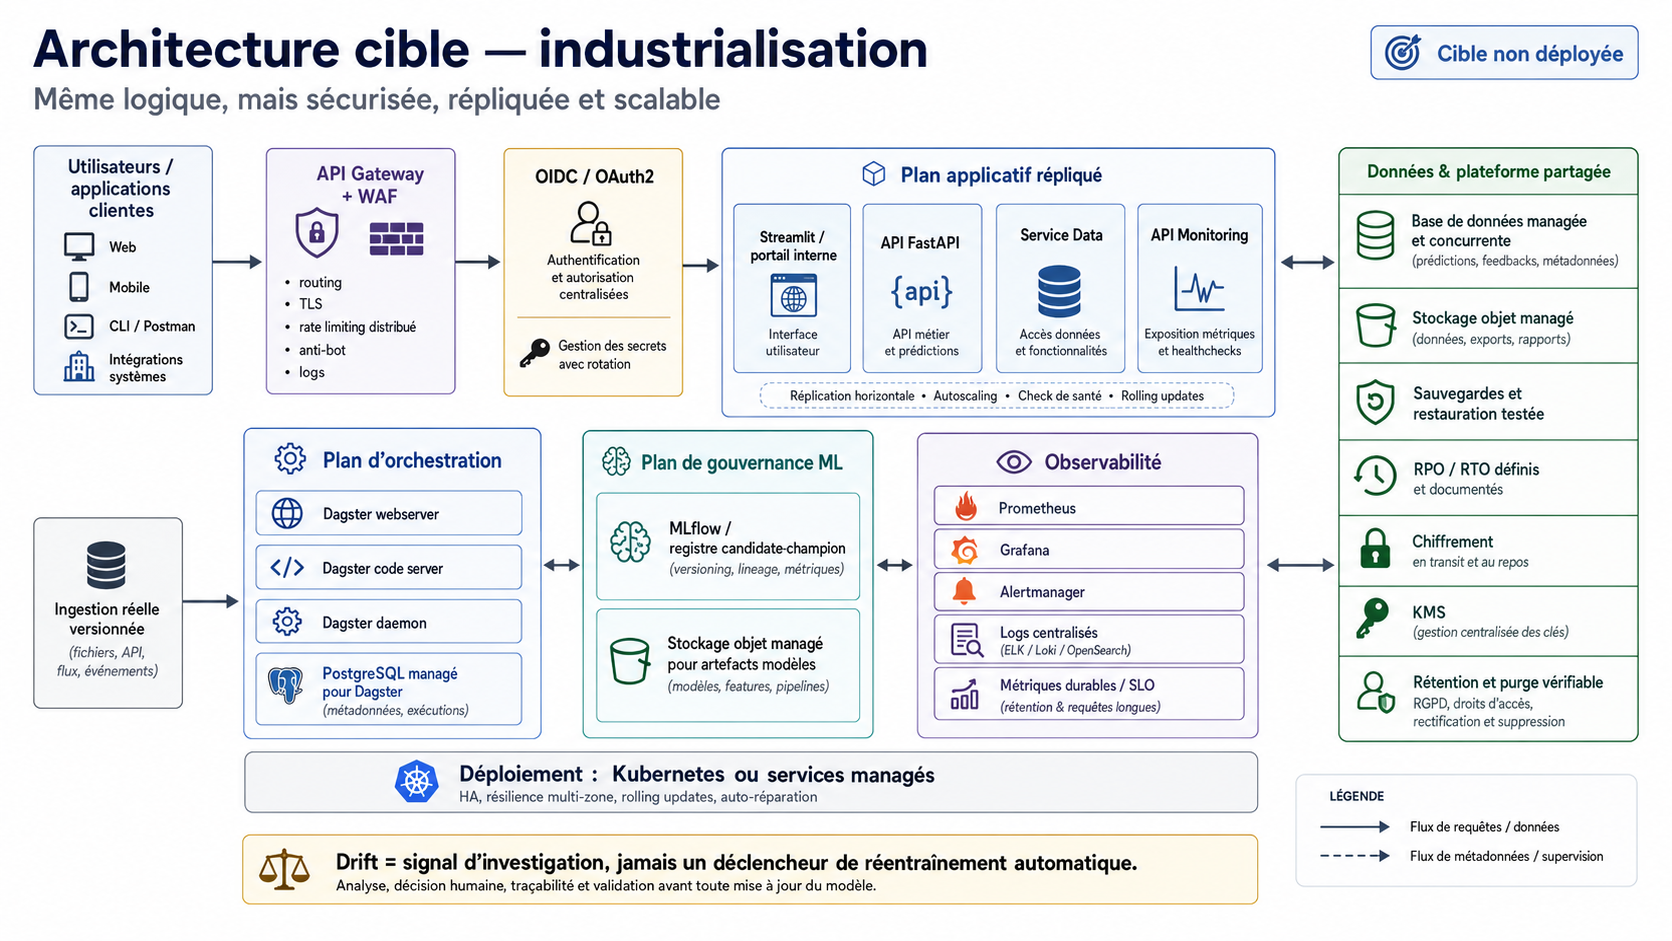 Architecture cible — industrialisation
Même logique, mais sécurisée, répliquée et scalable
Cible non déployée
Utilisateurs /
applications
clientes
Web
Mobile
CLI / Postman
Intégrations
systèmes
API Gateway
+ WAF
• routing
• TLS
• rate limiting distribué
• anti-bot
• logs
OIDC / OAuth2
Authentification
et autorisation
centralisées
Gestion des secrets
avec rotation
Plan applicatif répliqué
Streamlit /
portail interne
Interface
utilisateur
API FastAPI
{api}
API métier
et prédictions
Service Data
Accès données
et fonctionnalités
API Monitoring
Exposition métriques
et healthchecks
Réplication horizontale • Autoscaling • Check de santé • Rolling updates
Données & plateforme partagée
Base de données managée
et concurrente
(prédictions, feedbacks, métadonnées)
Stockage objet managé
(données, exports, rapports)
Sauvegardes et
restauration testée
RPO / RTO définis
et documentés
Chiffrement
en transit et au repos
KMS
(gestion centralisée des clés)
Rétention et purge vérifiable
RGPD, droits d'accès,
rectification et suppression
Ingestion réelle
versionnée
(fichiers, API,
flux, événements)
Plan d'orchestration
Dagster webserver
Dagster code server
Dagster daemon
PostgreSQL managé
pour Dagster
(métadonnées, exécutions)
Plan de gouvernance ML
MLflow /
registre candidate-champion
(versioning, lineage, métriques)
Stockage objet managé
pour artefacts modèles
(modèles, features, pipelines)
Observabilité
Prometheus
Grafana
Alertmanager
Logs centralisés
(ELK / Loki / OpenSearch)
Métriques durables / SLO
(rétention & requêtes longues)
Déploiement : Kubernetes ou services managés
HA, résilience multi-zone, rolling updates, auto-réparation
Drift = signal d'investigation, jamais un déclencheur de réentraînement automatique.
Analyse, décision humaine, traçabilité et validation avant toute mise à jour du modèle.
LÉGENDE
Flux de requêtes / données
Flux de métadonnées / supervision